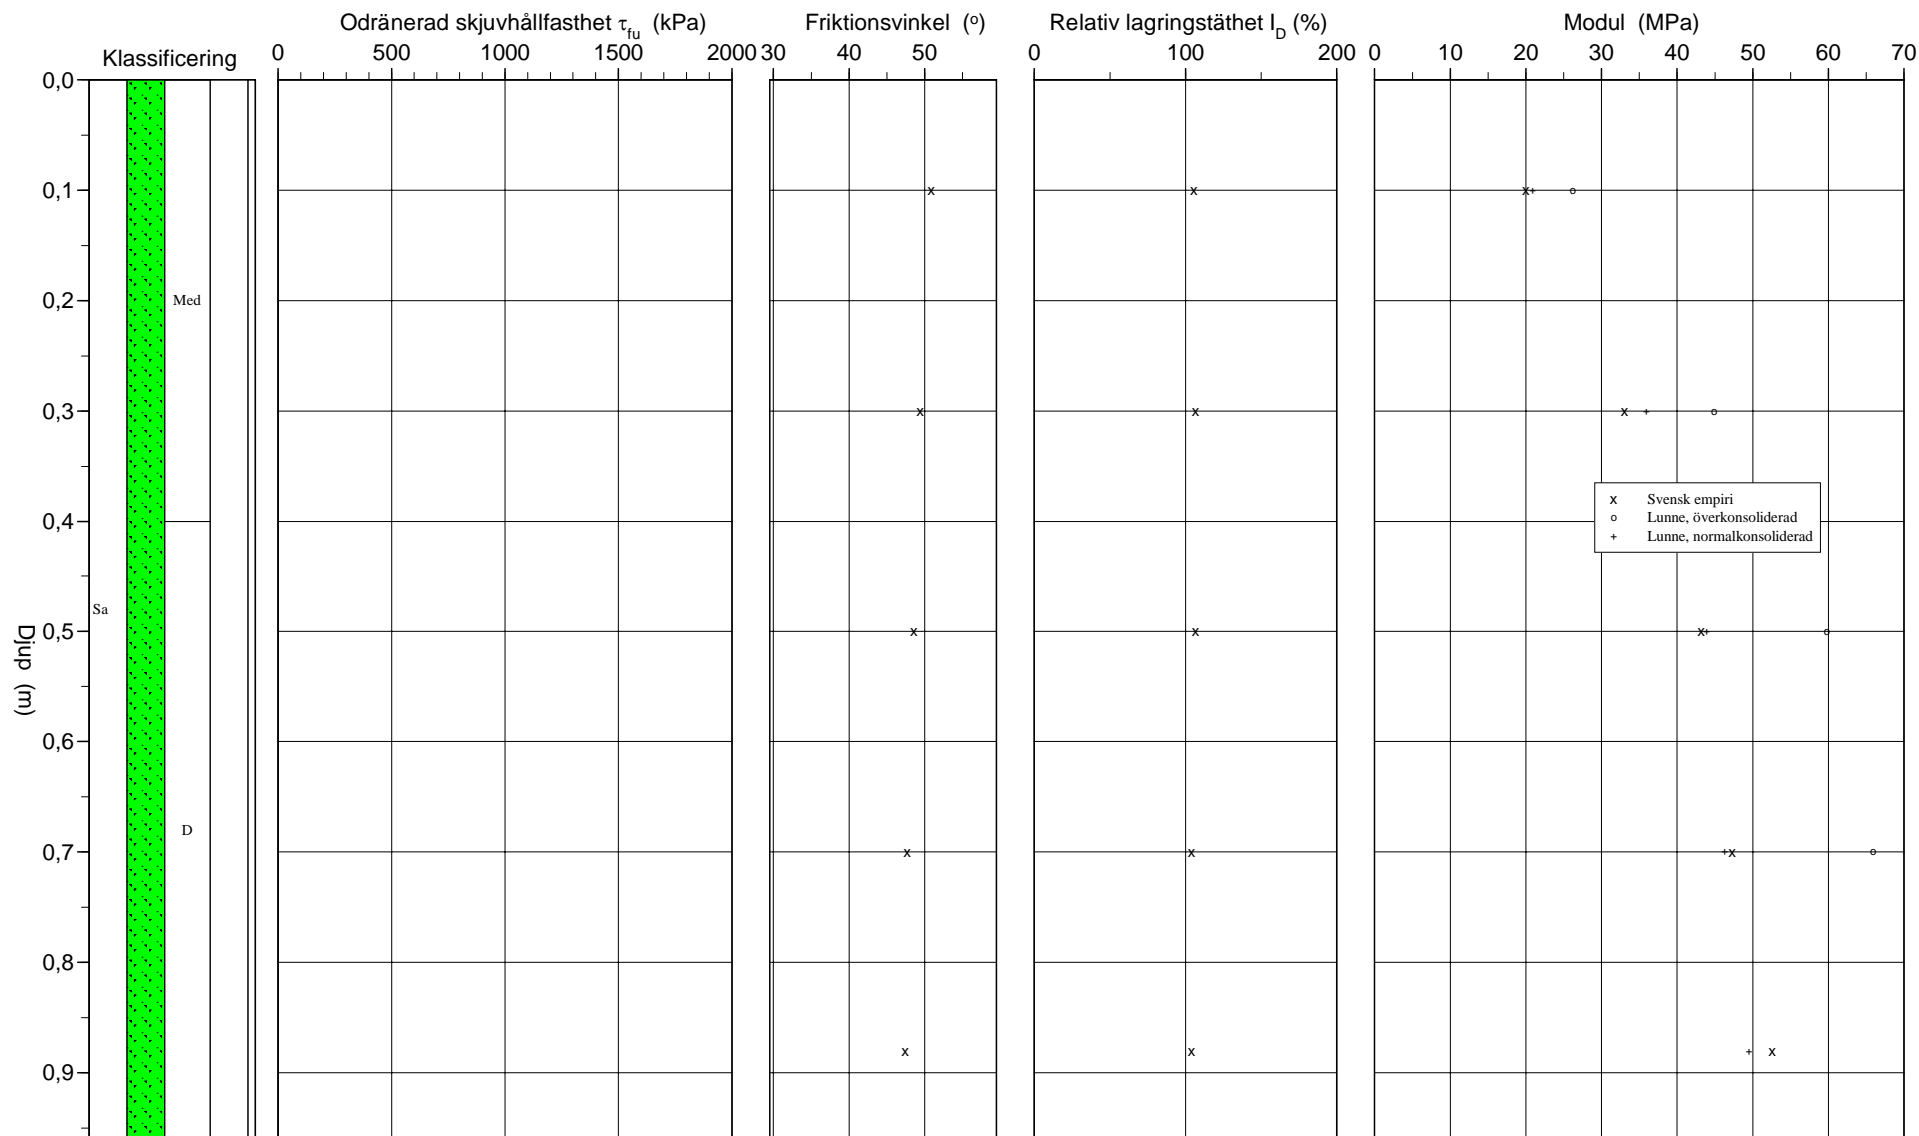 Klassificering
Odränerad skjuvhållfasthet τfu (kPa)
0 500 1000 1500 2000
Friktionsvinkel (o)
30 40 50
Relativ lagringstäthet ID (%)
0 100 200
Modul (MPa)
0 10 20 30 40 50 60 70
Djup (m)
0,0
0,1
0,2
0,3
0,4
0,5
0,6
0,7
0,8
0,9
Med
Sa
D
x Svensk empiri
o Lunne, överkonsoliderad
+ Lunne, normalkonsoliderad